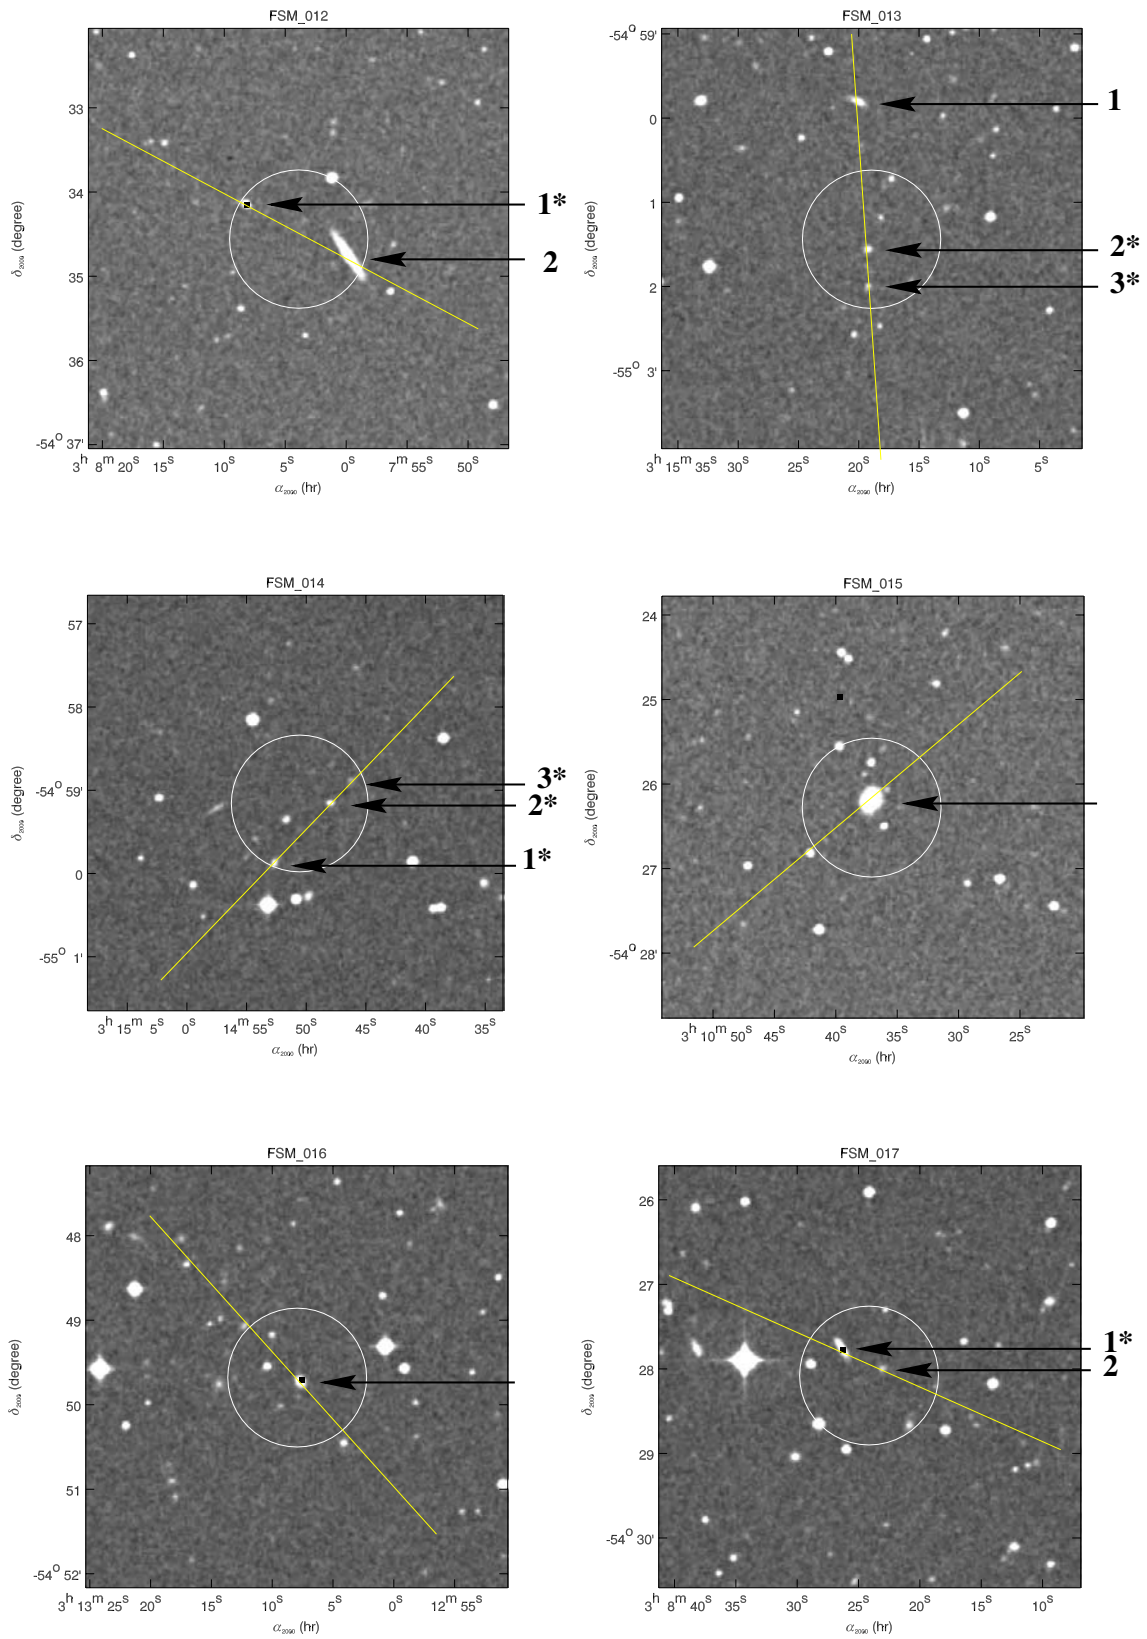 FSM_012
33
34
35
36
-54° 37'
δ2000 (degree)
3h 8m 20s 15s 10s 5s 0s 7m 55s 50s
α2000 (hr)
1*
2
FSM_013
-54° 59'
0
1
2
-55° 3'
δ2000 (degree)
3h 15m 35s 30s 25s 20s 15s 10s 5s
α2000 (hr)
1
2*
3*
FSM_014
57
58
-54° 59'
0
-55° 1'
δ2000 (degree)
3h 15m 5s 0s 14m 55s 50s 45s 40s 35s
α2000 (hr)
3*
2*
1*
FSM_015
24
25
26
27
-54° 28'
δ2000 (degree)
3h 10m 50s 45s 40s 35s 30s 25s
α2000 (hr)
FSM_016
48
49
50
51
-54° 52'
δ2000 (degree)
3h 13m 25s 20s 15s 10s 5s 0s 12m 55s
α2000 (hr)
FSM_017
26
27
28
29
-54° 30'
δ2000 (degree)
3h 8m 40s 35s 30s 25s 20s 15s 10s
α2000 (hr)
1*
2